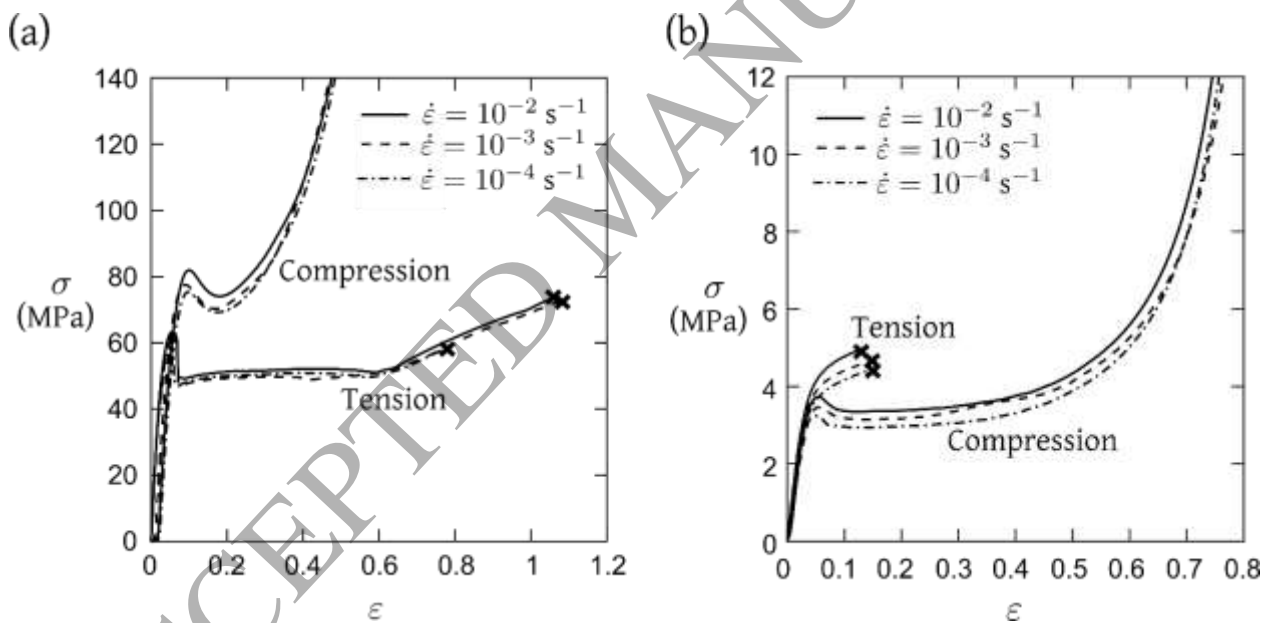 (a)
140
120
100
80
60
40
20
0
σ
(MPa)
ε̇ = 10⁻² s⁻¹
ε̇ = 10⁻³ s⁻¹
ε̇ = 10⁻⁴ s⁻¹
Compression
Tension
0 0.2 0.4 0.6 0.8 1 1.2
ε
(b)
12
10
8
6
4
2
0
σ
(MPa)
ε̇ = 10⁻² s⁻¹
ε̇ = 10⁻³ s⁻¹
ε̇ = 10⁻⁴ s⁻¹
Tension
Compression
0 0.1 0.2 0.3 0.4 0.5 0.6 0.7 0.8
ε
CEPTED MANU